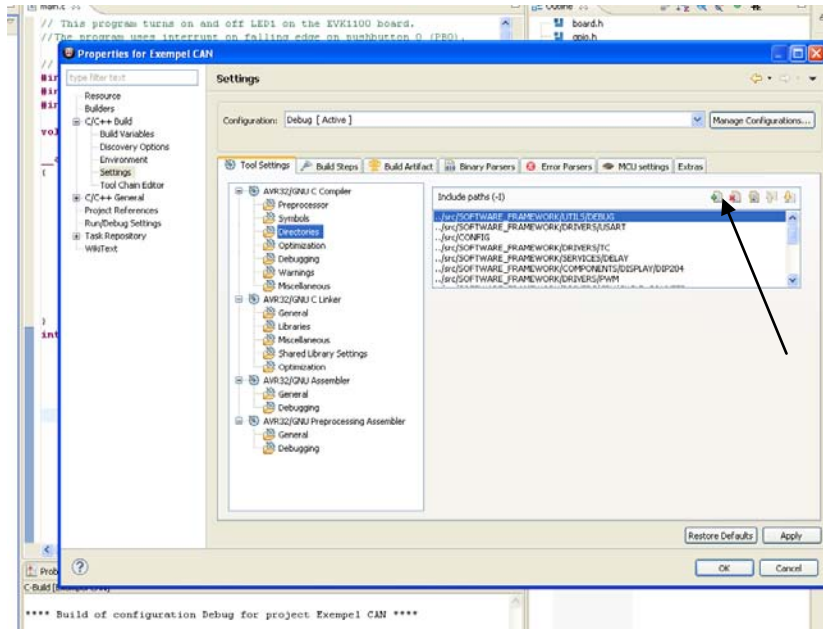 main.c
Outline
// This program turns on and off LED1 on the EVK1100 board.
//The program uses interrupt on falling edge on pushbutton 0 (PB0).
//
board.h
gpio.h
Properties for Exempel CAN
type filter text
Settings
Resource
Builders
C/C++ Build
Build Variables
Discovery Options
Environment
Settings
Tool Chain Editor
C/C++ General
Project References
Run/Debug Settings
Task Repository
WikiText
Configuration: Debug [ Active ]
Manage Configurations...
Tool Settings Build Steps Build Artifact Binary Parsers Error Parsers MCU settings Extras
AVR32/GNU C Compiler
Preprocessor
Symbols
Directories
Optimization
Debugging
Warnings
Miscellaneous
AVR32/GNU C Linker
General
Libraries
Miscellaneous
Shared Library Settings
Optimization
AVR32/GNU Assembler
General
Debugging
AVR32/GNU Preprocessing Assembler
General
Debugging
Include paths (-I)
../src/SOFTWARE_FRAMEWORK/UTILS/DEBUG
../src/SOFTWARE_FRAMEWORK/DRIVERS/USART
../src/CONFIG
../src/SOFTWARE_FRAMEWORK/DRIVERS/TC
../src/SOFTWARE_FRAMEWORK/SERVICES/DELAY
../src/SOFTWARE_FRAMEWORK/COMPONENTS/DISPLAY/DIP204
../src/SOFTWARE_FRAMEWORK/DRIVERS/PWM
Restore Defaults Apply
OK Cancel
**** Build of configuration Debug for project Exempel CAN ****